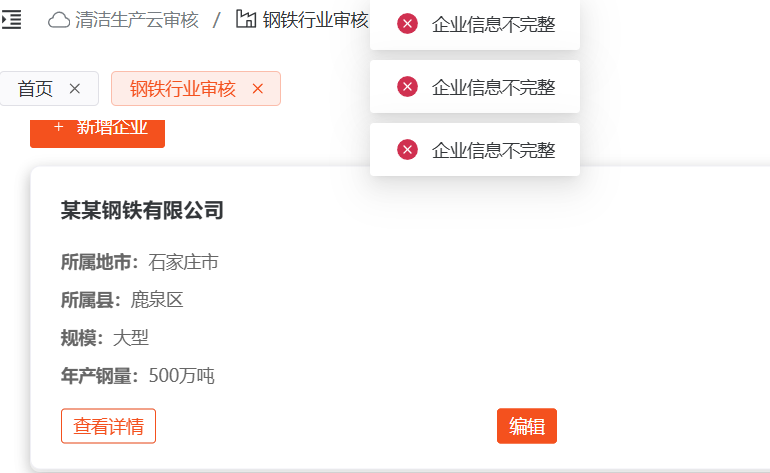 清洁生产云审核 / 钢铁行业审核
企业信息不完整
企业信息不完整
企业信息不完整
首页 × 钢铁行业审核 ×
+ 新增企业
某某钢铁有限公司
所属地市：石家庄市
所属县：鹿泉区
规模：大型
年产钢量：500万吨
查看详情 编辑